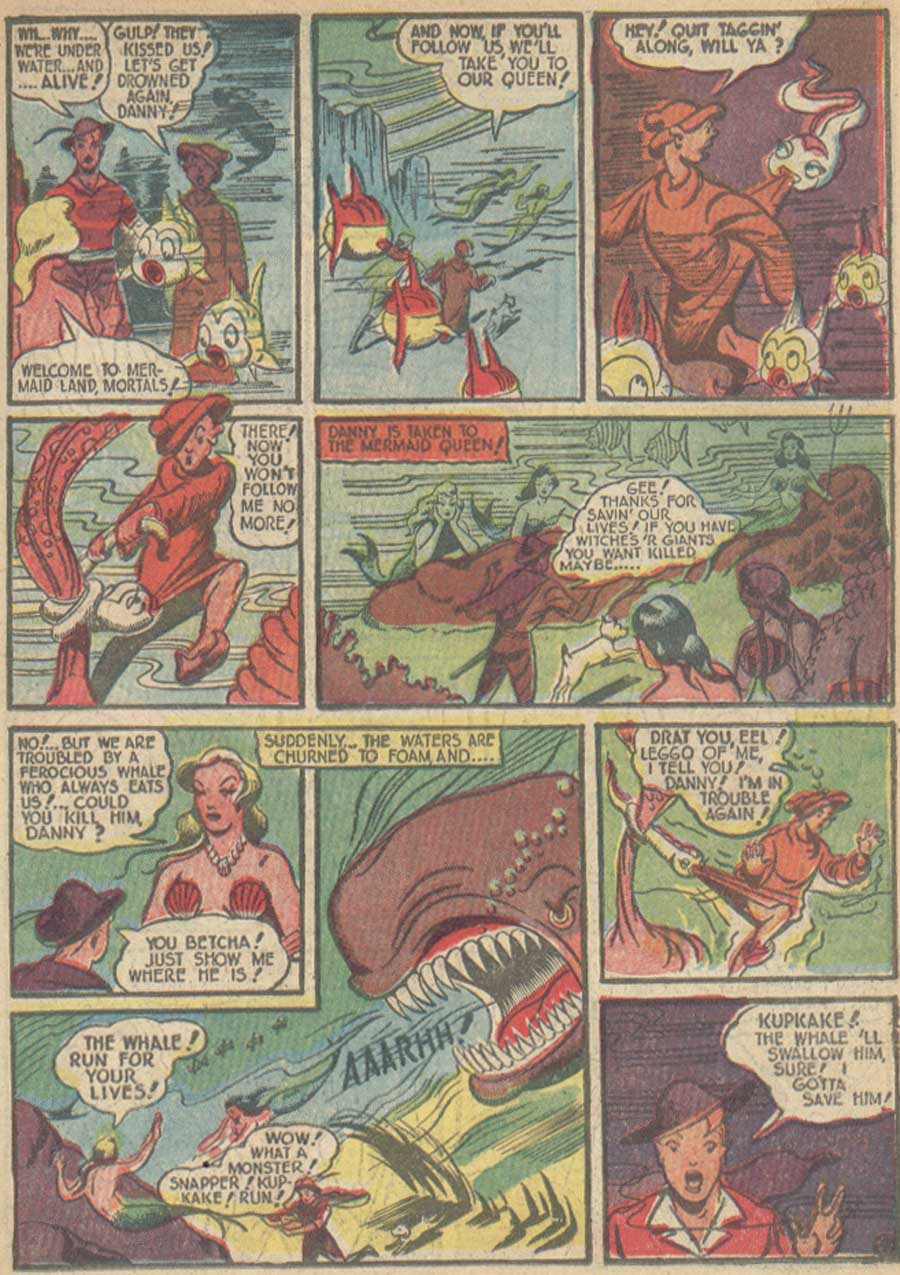 WH...WHY....
WE'RE UNDER
WATER...AND
....ALIVE!
GULP! THEY
KISSED US!
LET'S GET
DROWNED
AGAIN,
DANNY!
WELCOME TO MER-
MAID LAND, MORTALS!
AND NOW, IF YOU'LL
FOLLOW US, WE'LL
TAKE YOU TO
OUR QUEEN!
HEY! QUIT TAGGIN'
ALONG, WILL YA?
THERE!
NOW
YOU
WON'T
FOLLOW
ME NO
MORE!
DANNY IS TAKEN TO
THE MERMAID QUEEN!
GEE!
THANKS FOR
SAVIN' OUR
LIVES! IF YOU HAVE
WITCHES 'R GIANTS
YOU WANT KILLED
MAYBE.....
NO!... BUT WE ARE
TROUBLED BY A
FEROCIOUS WHALE
WHO ALWAYS EATS
US!... COULD
YOU KILL HIM,
DANNY?
YOU BETCHA!
JUST SHOW ME
WHERE HE IS!
SUDDENLY... THE WATERS ARE
CHURNED TO FOAM, AND....
THE WHALE!
RUN FOR
YOUR
LIVES!
AAARHH!
WOW!
WHAT A
MONSTER
SNAPPER! KUP-
KAKE! RUN!
DRAT YOU, EEL!
LEGGO OF ME,
I TELL YOU!
DANNY! I'M IN
TROUBLE
AGAIN!
KUPKAKE!
THE WHALE 'LL
SWALLOW HIM,
SURE! I
GOTTA
SAVE HIM!